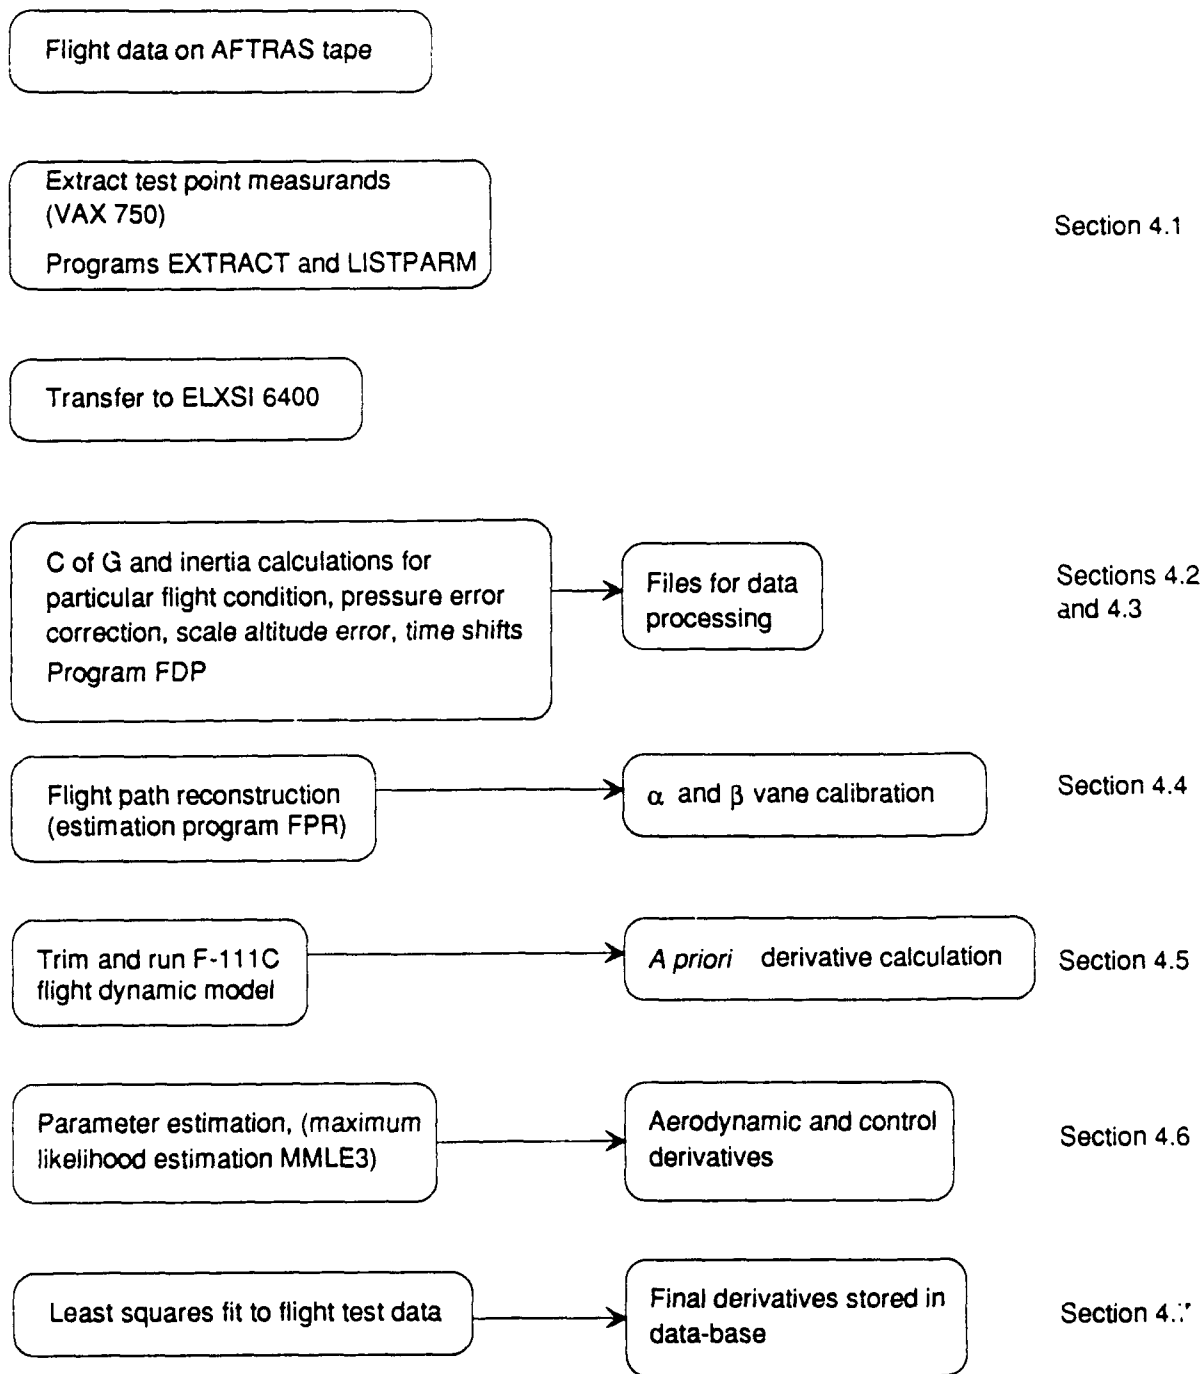 Flight data on AFTRAS tape
Extract test point measurands
(VAX 750)
Programs EXTRACT and LISTPARM
Section 4.1
Transfer to ELXSI 6400
C of G and inertia calculations for
particular flight condition, pressure error
correction, scale altitude error, time shifts
Program FDP
Files for data
processing
Sections 4.2
and 4.3
Flight path reconstruction
(estimation program FPR)
α and β vane calibration
Section 4.4
Trim and run F-111C
flight dynamic model
A priori derivative calculation
Section 4.5
Parameter estimation, (maximum
likelihood estimation MMLE3)
Aerodynamic and control
derivatives
Section 4.6
Least squares fit to flight test data
Final derivatives stored in
data-base
Section